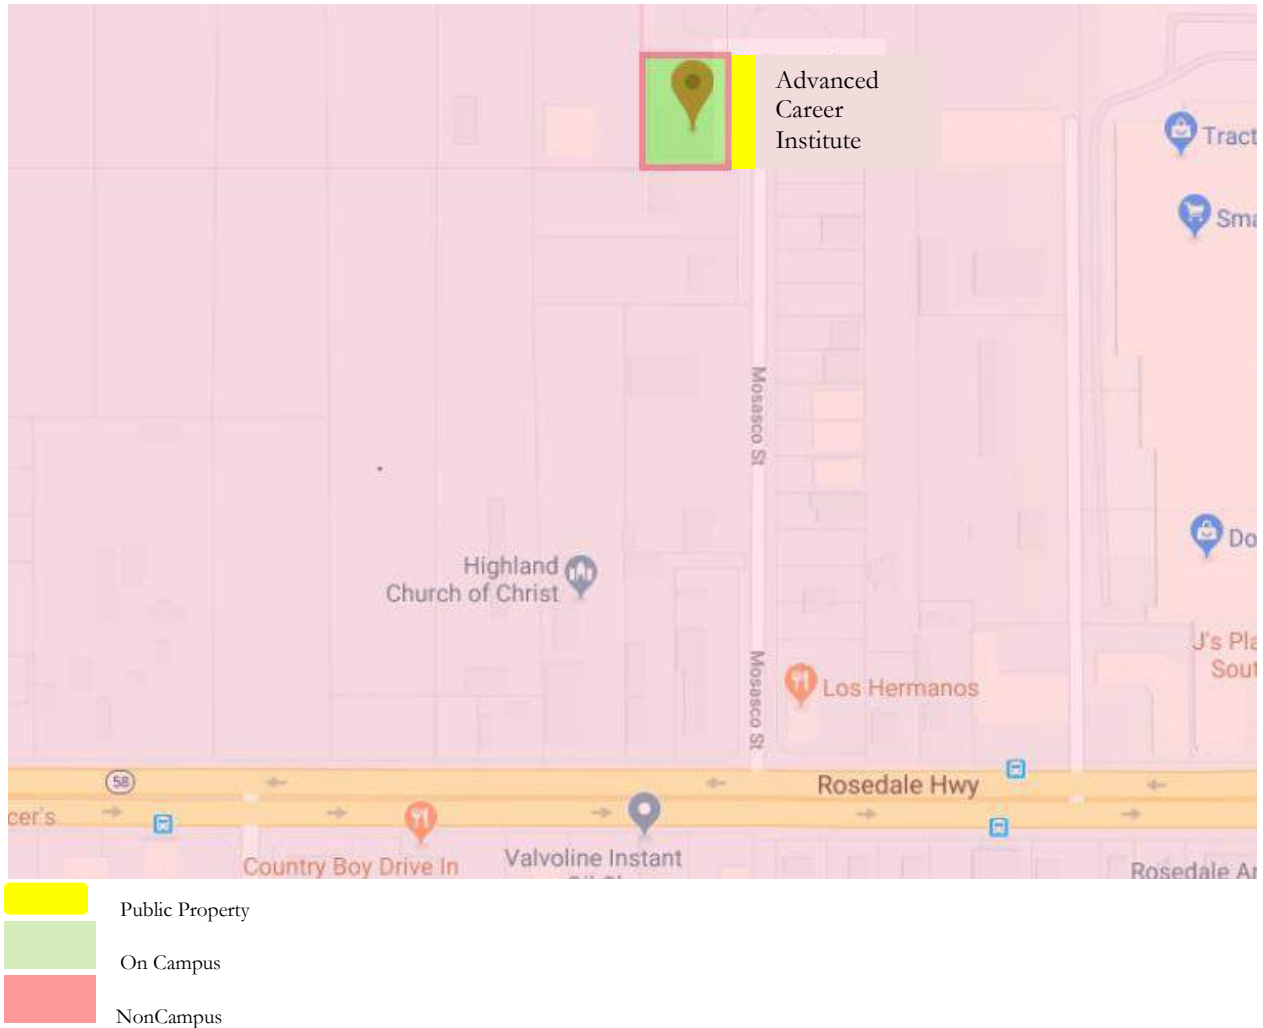 Advanced
Career
Institute
Tract
Sma
Mosasco St
Do
Highland
Church of Christ
J's Pla
Sout
Los Hermanos
Mosasco St
58
Rosedale Hwy
cer's
Country Boy Drive In
Valvoline Instant
Rosedale Ar
Public Property
On Campus
NonCampus